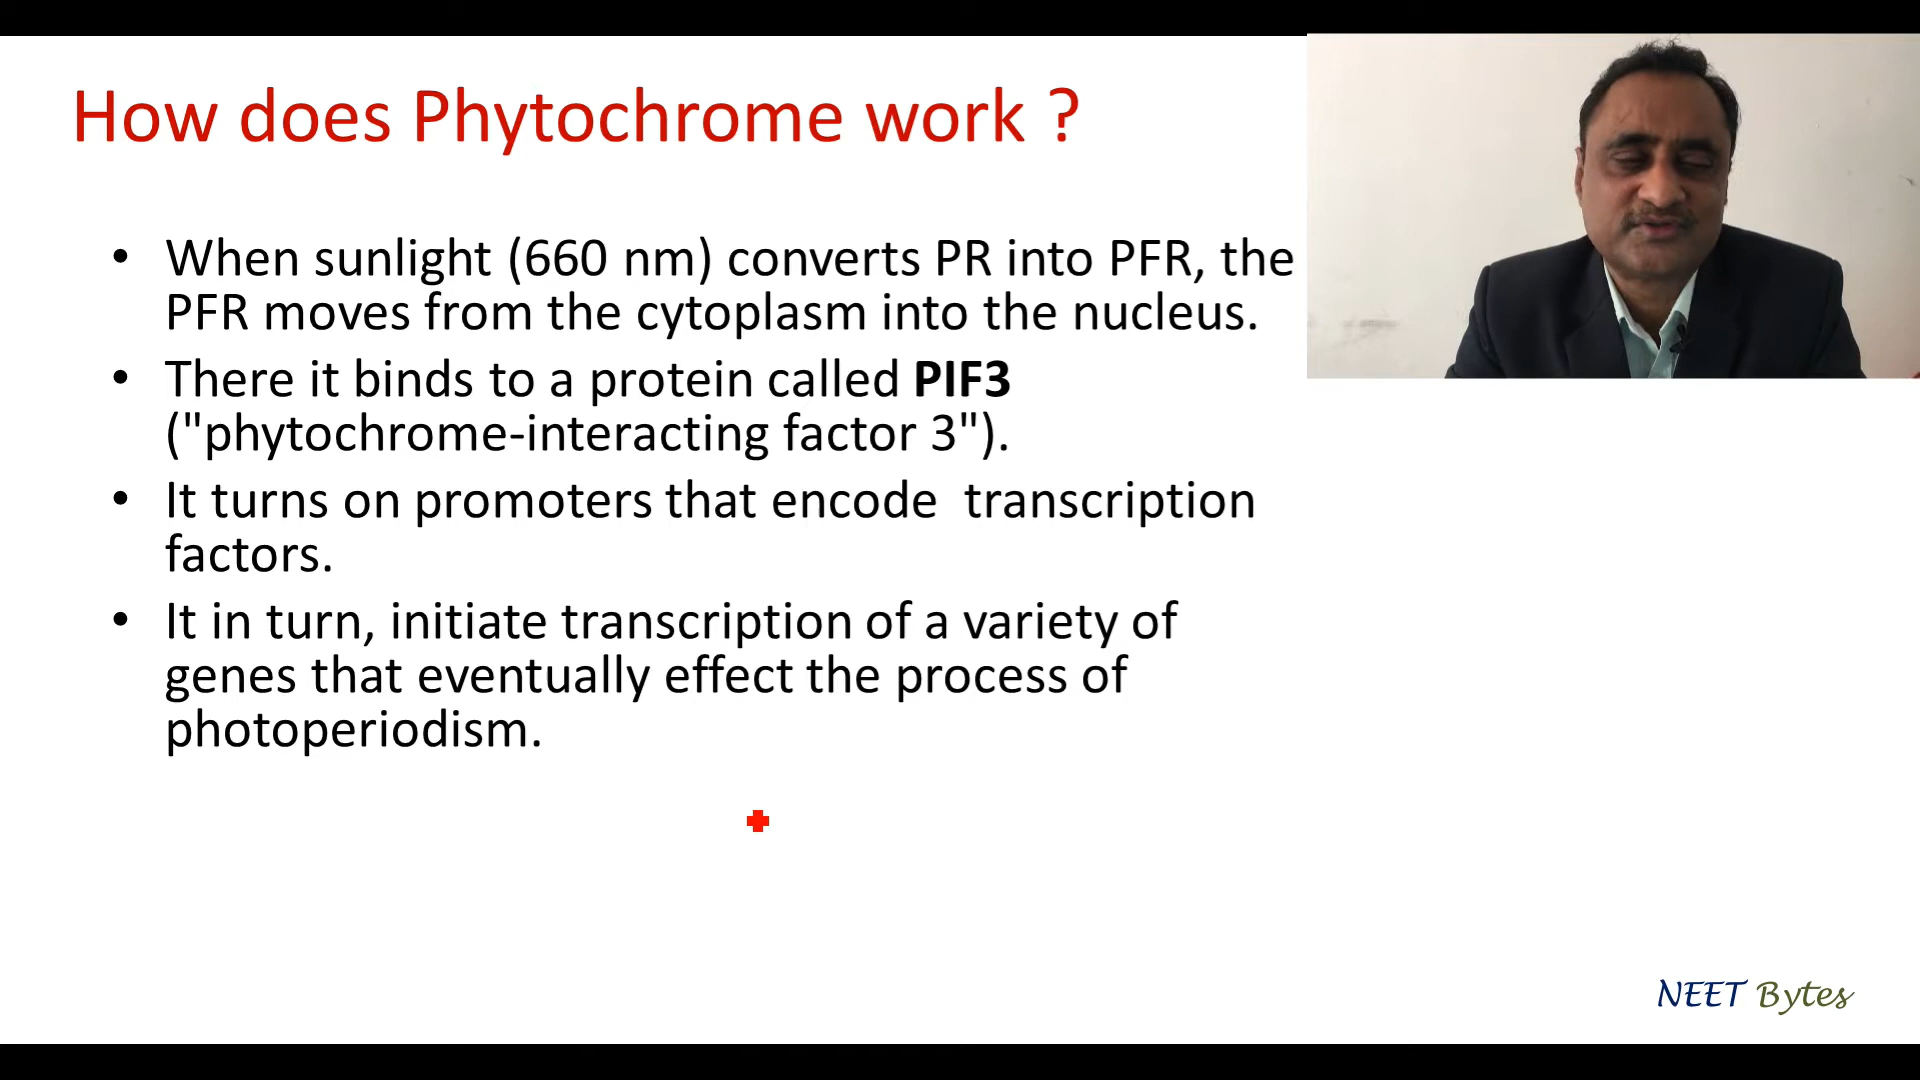 How does Phytochrome work ?
• When sunlight (660 nm) converts PR into PFR, the
PFR moves from the cytoplasm into the nucleus.
• There it binds to a protein called PIF3
("phytochrome-interacting factor 3").
• It turns on promoters that encode  transcription
factors.
• It in turn, initiate transcription of a variety of
genes that eventually effect the process of
photoperiodism.
NEET Bytes